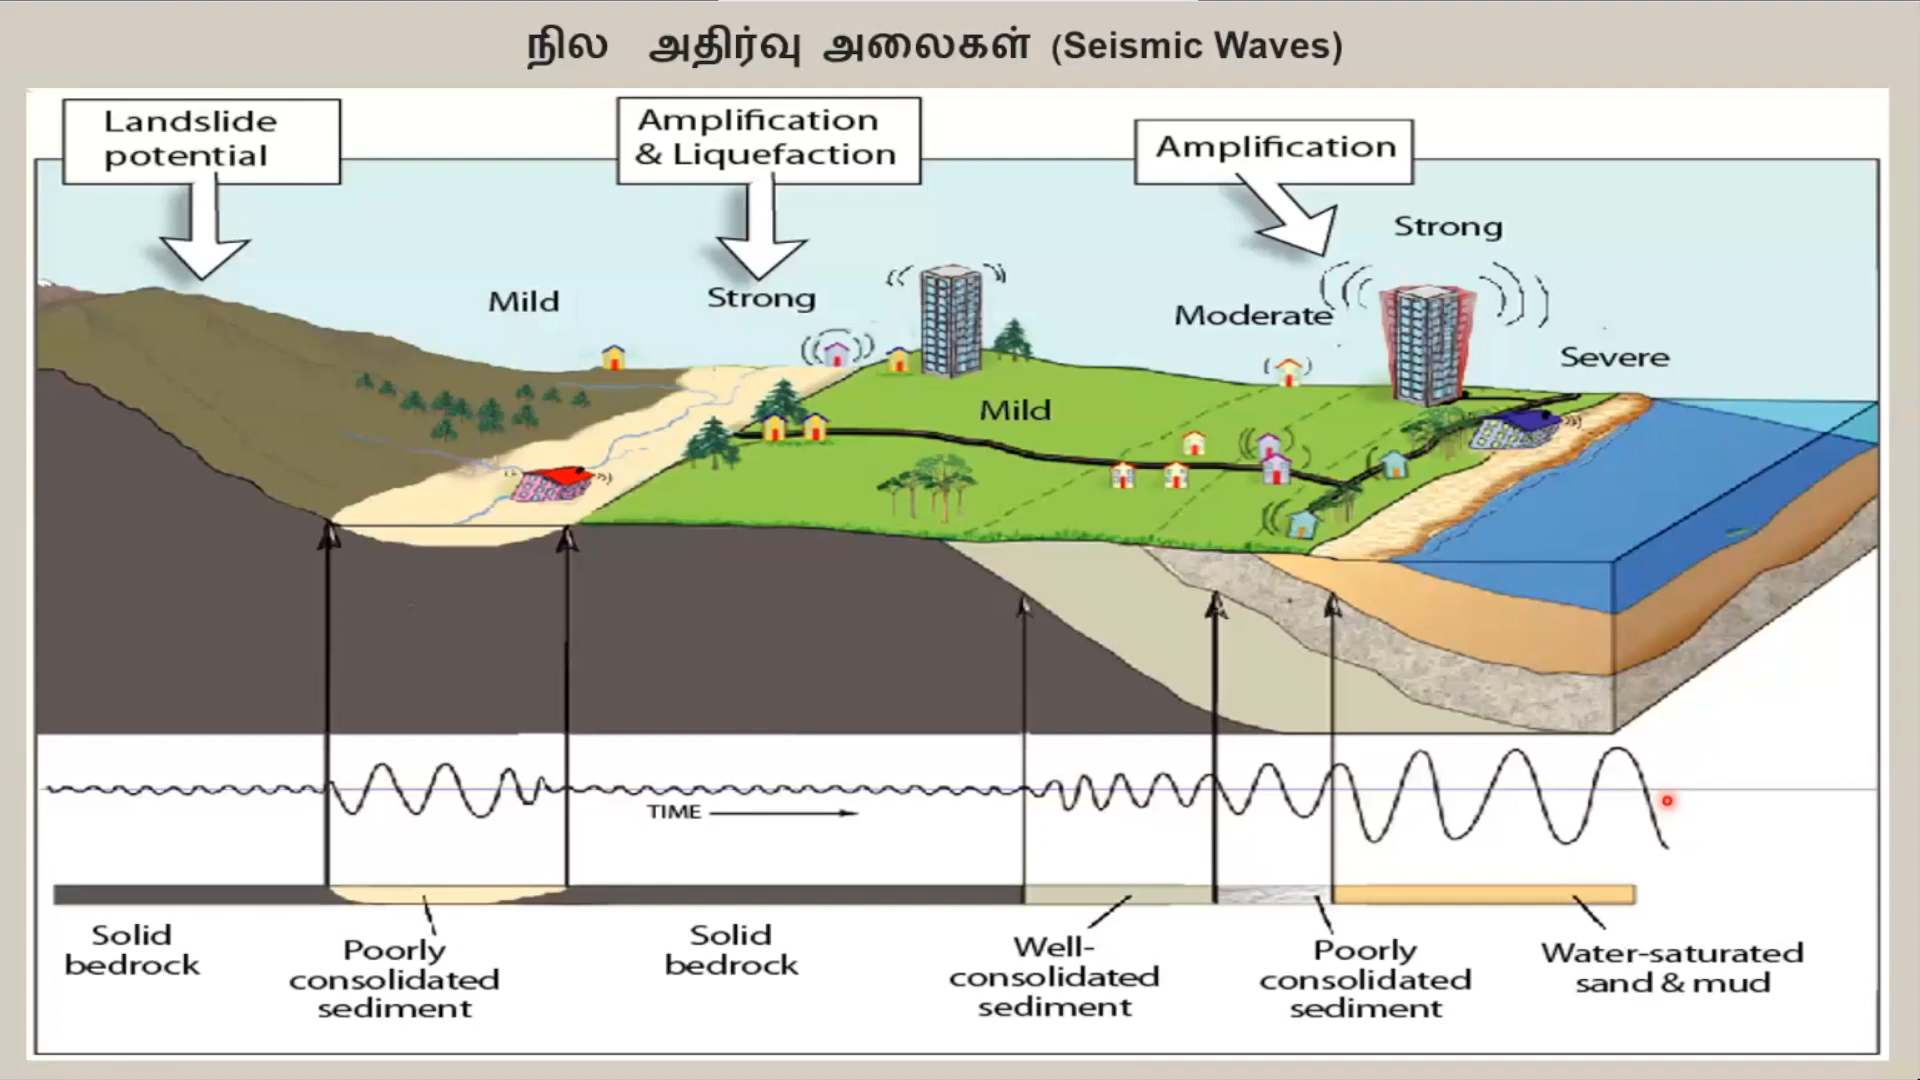 நில அதிர்வு அலைகள் (Seismic Waves)
Landslide
potential
Amplification
& Liquefaction
Amplification
Strong
Mild
Strong
Moderate
Severe
Mild
TIME
Solid
bedrock
Poorly
consolidated
sediment
Solid
bedrock
Well-
consolidated
sediment
Poorly
consolidated
sediment
Water-saturated
sand & mud